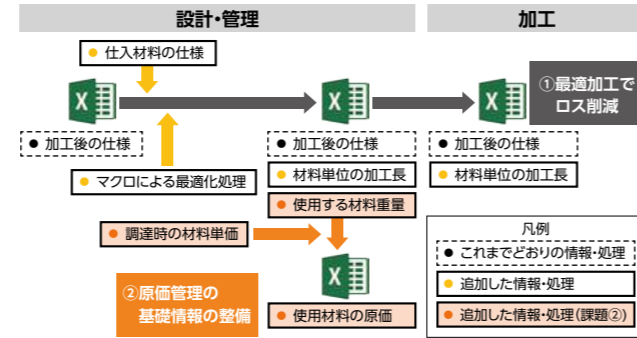 設計・管理
加工
● 仕入材料の仕様
X
X
X
①最適加工で
ロス削減
● 加工後の仕様
● 加工後の仕様
● 加工後の仕様
● マクロによる最適化処理
● 材料単位の加工長
● 材料単位の加工長
● 使用する材料重量
● 調達時の材料単価
X
②原価管理の
基礎情報の整備
● 使用材料の原価
凡例
● これまでどおりの情報・処理
● 追加した情報・処理
● 追加した情報・処理(課題②)